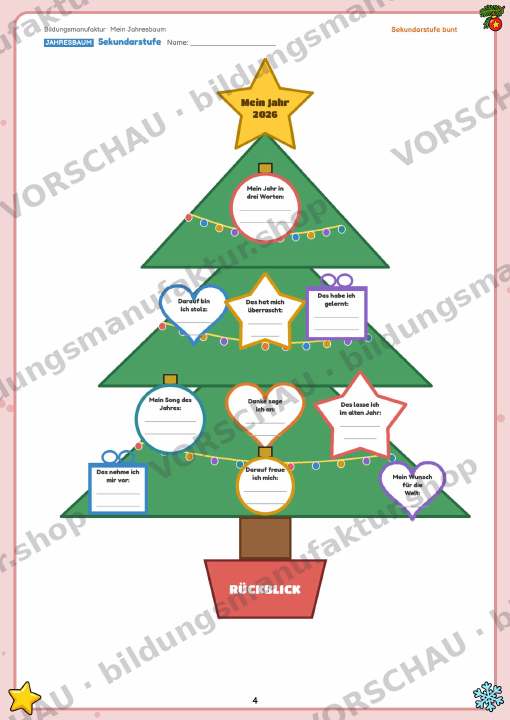 Bildungsmanufaktur · Mein Jahresbaum
Sekundarstufe bunt
JAHRESBAUM Sekundarstufe Name: ____________________
Mein Jahr
2026
Mein Jahr in
drei Worten:
Darauf bin
ich stolz:
Das hat mich
überrascht:
Das habe ich
gelernt:
Mein Song des
Jahres:
Danke sage
ich an:
Das lasse ich
im alten Jahr:
Das nehme ich
mir vor:
Darauf freue
ich mich:
Mein Wunsch
für die
Welt:
RÜCKBLICK
4
VORSCHAU · bildungsmanufaktur.shop